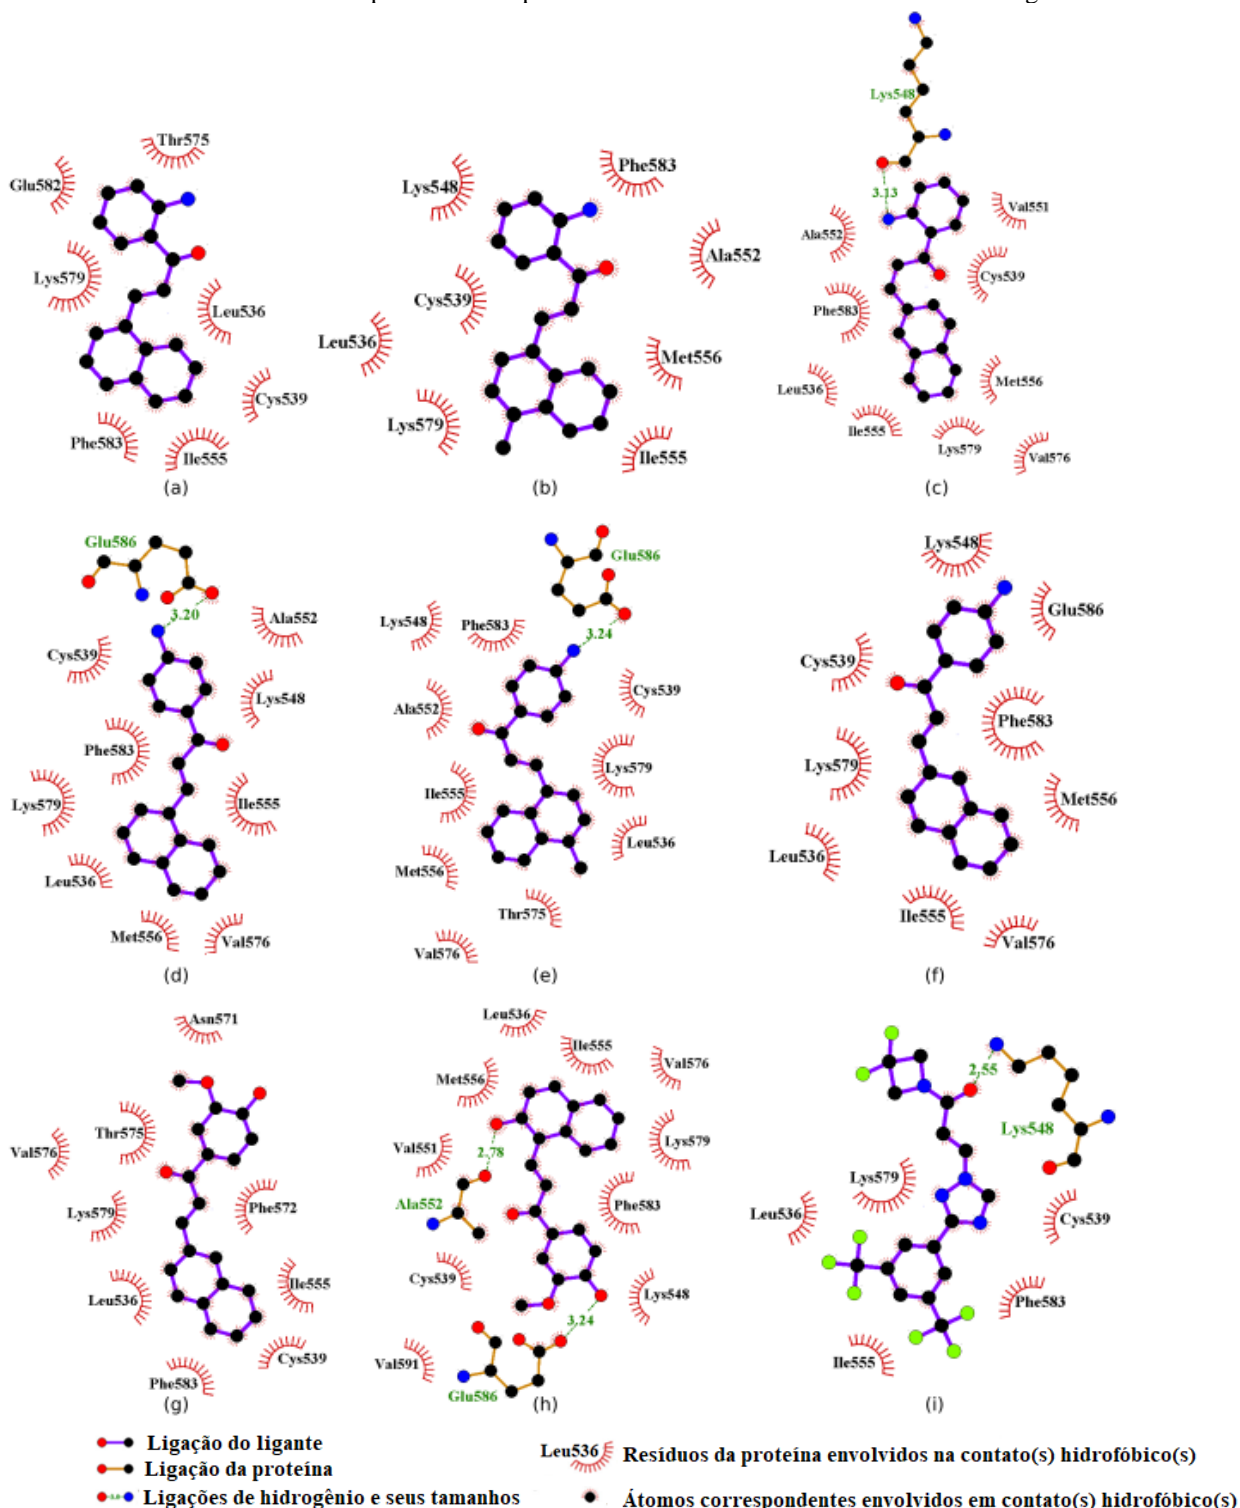 Thr575
Glu582
Lys579
Leu536
Cys539
Phe583
Ile555
(a)
Phe583
Lys548
Ala552
Cys539
Leu536
Met556
Lys579
Ile555
(b)
Lys548
3.13
Val551
Ala552
Cys539
Phe583
Met556
Leu536
Ile555
Lys579
Val576
(c)
Glu586
3.20
Ala552
Cys539
Lys548
Phe583
Lys579
Ile555
Leu536
Met556
Val576
(d)
Glu586
Lys548
Phe583
3.24
Cys539
Ala552
Lys579
Ile555
Leu536
Met556
Thr575
Val576
(e)
Lys548
Glu586
Cys539
Phe583
Lys579
Met556
Leu536
Ile555
Val576
(f)
Asn571
Thr575
Val576
Lys579
Phe572
Leu536
Ile555
Cys539
Phe583
(g)
Leu536
Ile555
Val576
Met556
Val551
Lys579
2.78
Ala552
Phe583
Cys539
Lys548
3.24
Val591
Glu586
(h)
2.55
Lys548
Lys579
Leu536
Cys539
Phe583
Ile555
(i)
Ligação do ligante
Ligação da proteína
Ligações de hidrogênio e seus tamanhos
Leu536 Resíduos da proteína envolvidos na contato(s) hidrofóbico(s)
Átomos correspondentes envolvidos em contato(s) hidrofóbico(s)